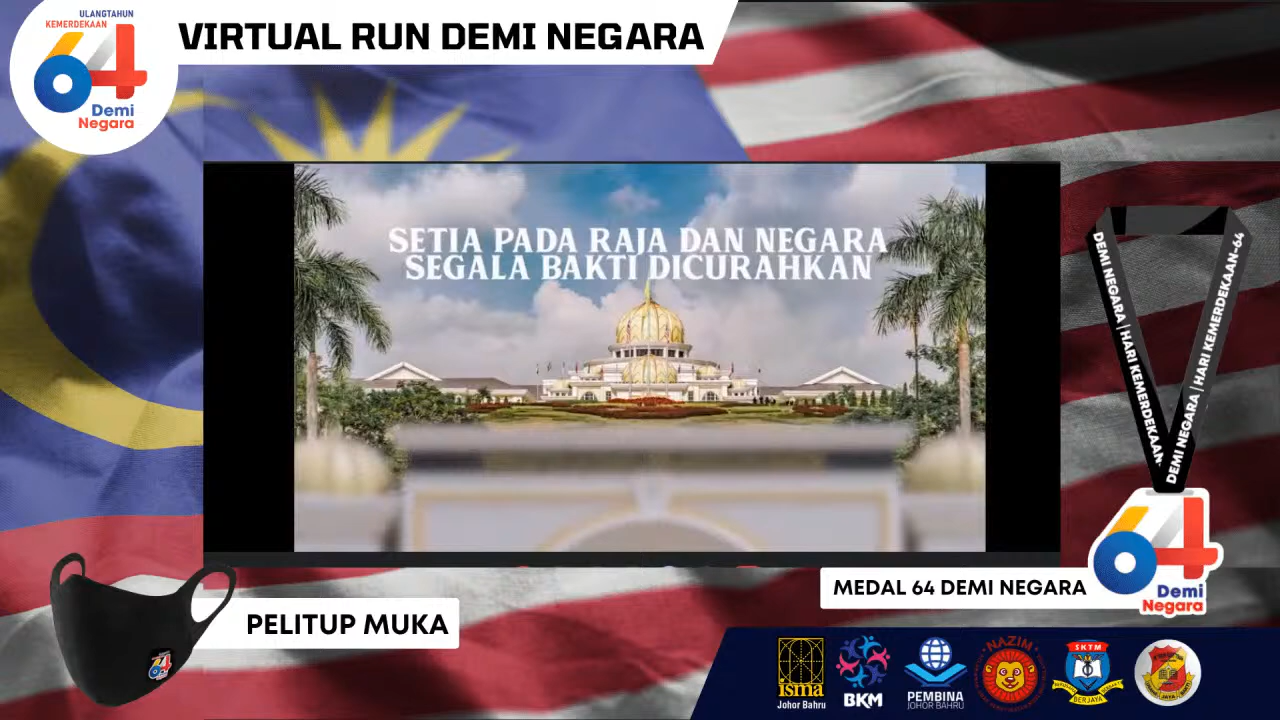 ULANGTAHUN
KEMERDEKAAN
64
Demi
Negara
VIRTUAL RUN DEMI NEGARA
SETIA PADA RAJA DAN NEGARA
SEGALA BAKTI DICURAHKAN
DEMI NEGARA | HARI KEMERDEKAAN-
DEMI NEGARA | HARI KEMERDEKAAN-64
64
Demi
Negara
MEDAL 64 DEMI NEGARA
PELITUP MUKA
isma
Johor Bahru
BKM
PEMBINA
JOHOR BAHRU
NAZIM
SKTM
BERJAYA